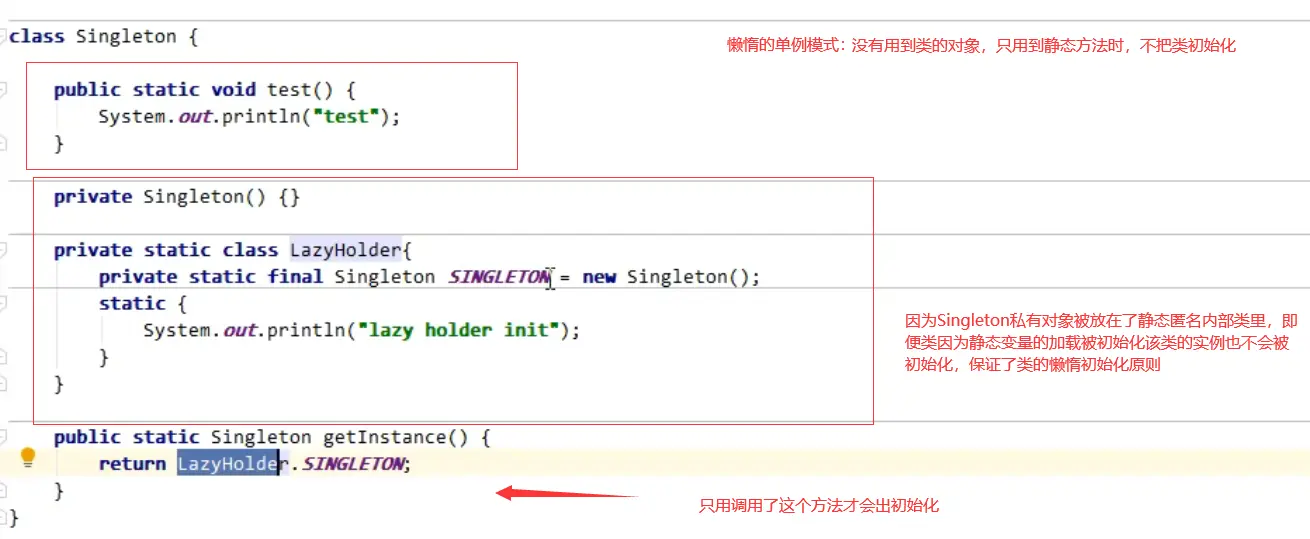 class Singleton {
懒惰的单例模式：没有用到类的对象，只用到静态方法时，不把类初始化
public static void test() {
System.out.println("test");
}
private Singleton() {}
private static class LazyHolder{
private static final Singleton SINGLETON = new Singleton();
static {
System.out.println("lazy holder init");
}
}
因为Singleton私有对象被放在了静态匿名内部类里，即
便类因为静态变量的加载被初始化该类的实例也不会被
初始化，保证了类的懒惰初始化原则
public static Singleton getInstance() {
return LazyHolder.SINGLETON;
}
只用调用了这个方法才会出初始化
}